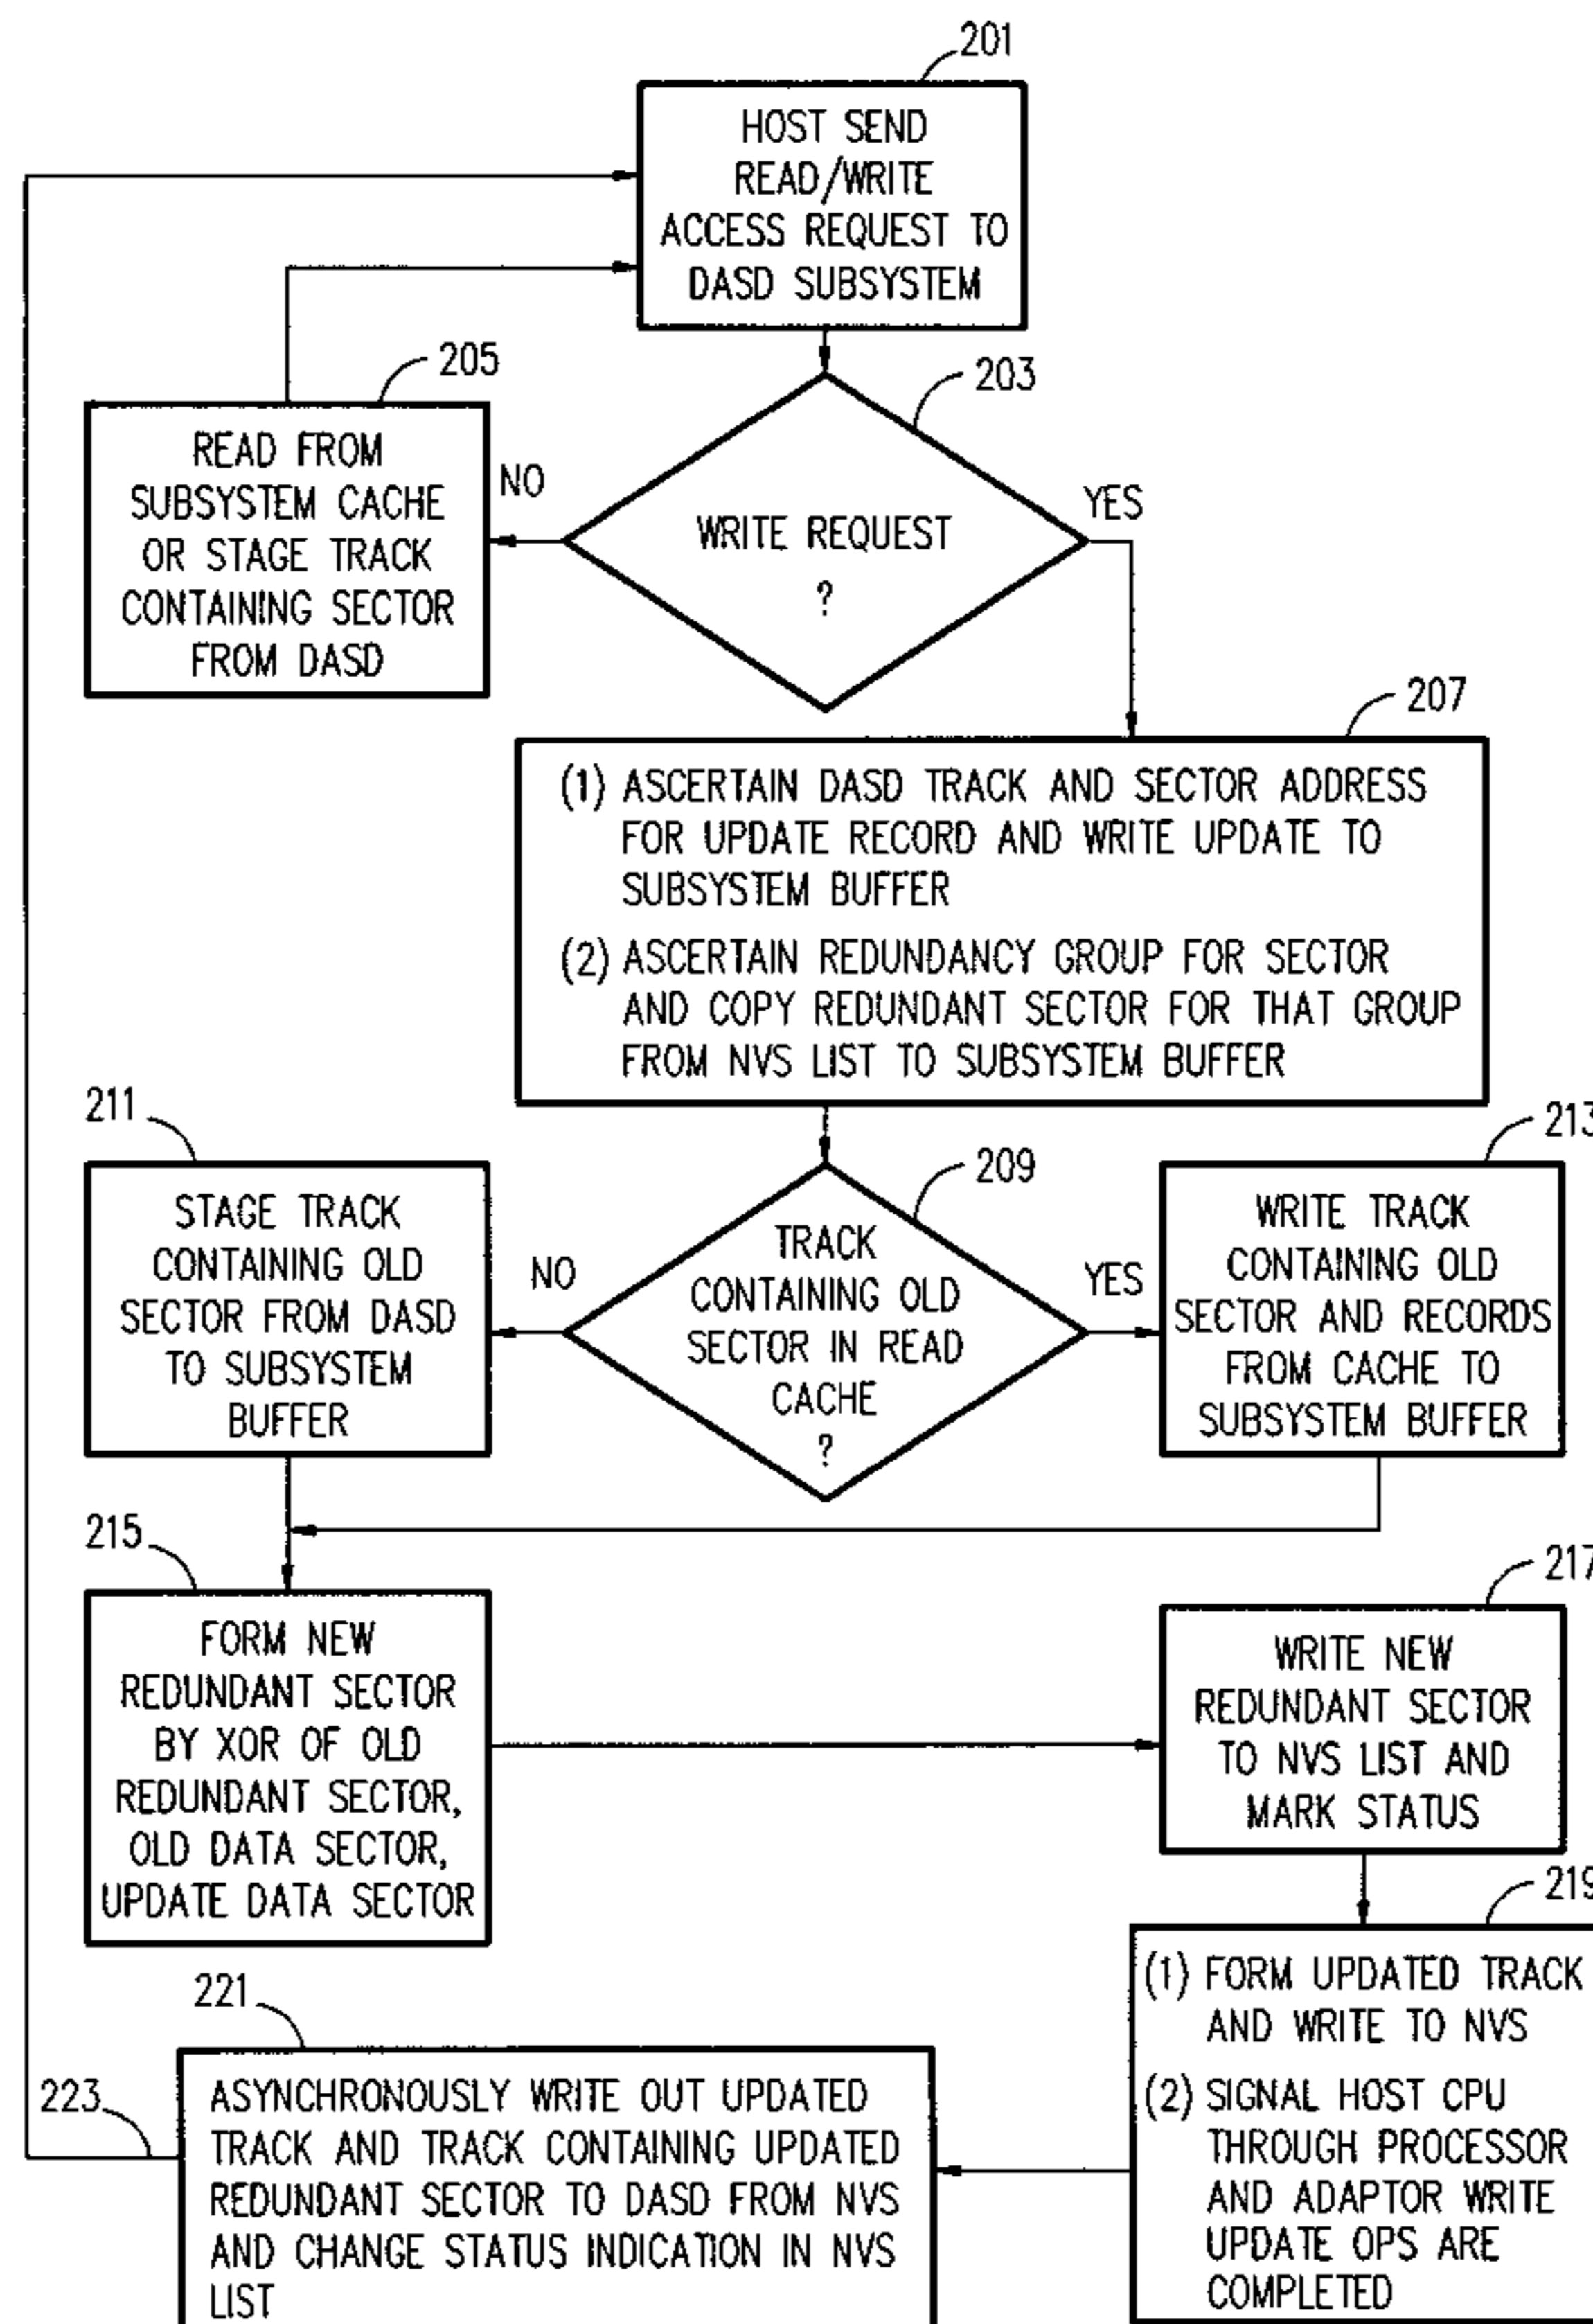 201
HOST SEND
READ/WRITE
ACCESS REQUEST TO
DASD SUBSYSTEM
205
203
READ FROM
SUBSYSTEM CACHE
OR STAGE TRACK
CONTAINING SECTOR
FROM DASD
NO
WRITE REQUEST
?
YES
207
(1) ASCERTAIN DASD TRACK AND SECTOR ADDRESS
FOR UPDATE RECORD AND WRITE UPDATE TO
SUBSYSTEM BUFFER
(2) ASCERTAIN REDUNDANCY GROUP FOR SECTOR
AND COPY REDUNDANT SECTOR FOR THAT GROUP
FROM NVS LIST TO SUBSYSTEM BUFFER
211
209
213
STAGE TRACK
CONTAINING OLD
SECTOR FROM DASD
TO SUBSYSTEM
BUFFER
NO
TRACK
CONTAINING OLD
SECTOR IN READ
CACHE
?
YES
WRITE TRACK
CONTAINING OLD
SECTOR AND RECORDS
FROM CACHE TO
SUBSYSTEM BUFFER
215
217
FORM NEW
REDUNDANT SECTOR
BY XOR OF OLD
REDUNDANT SECTOR,
OLD DATA SECTOR,
UPDATE DATA SECTOR
WRITE NEW
REDUNDANT SECTOR
TO NVS LIST AND
MARK STATUS
219
(1) FORM UPDATED TRACK
AND WRITE TO NVS
(2) SIGNAL HOST CPU
THROUGH PROCESSOR
AND ADAPTOR WRITE
UPDATE OPS ARE
COMPLETED
221
223
ASYNCHRONOUSLY WRITE OUT UPDATED
TRACK AND TRACK CONTAINING UPDATED
REDUNDANT SECTOR TO DASD FROM NVS
AND CHANGE STATUS INDICATION IN NVS
LIST